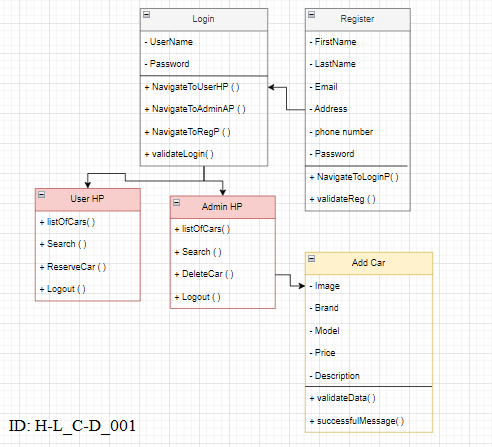 Login
- UserName
- Password
+ NavigateToUserHP ( )
+ NavigateToAdminAP ( )
+ NavigateToRegP ( )
+ validateLogin( )
Register
- FirstName
- LastName
- Email
- Address
- phone number
- Password
+ NavigateToLoginP( )
+ validateReg ( )
User HP
+ listOfCars( )
+ Search ( )
+ ReserveCar ( )
+ Logout ( )
Admin HP
+ listOfCars( )
+ Search ( )
+ DeleteCar ( )
+ Logout ( )
Add Car
- Image
- Brand
- Model
- Price
- Description
+ validateData( )
+ successfulMessage( )
ID: H-L_C-D_001